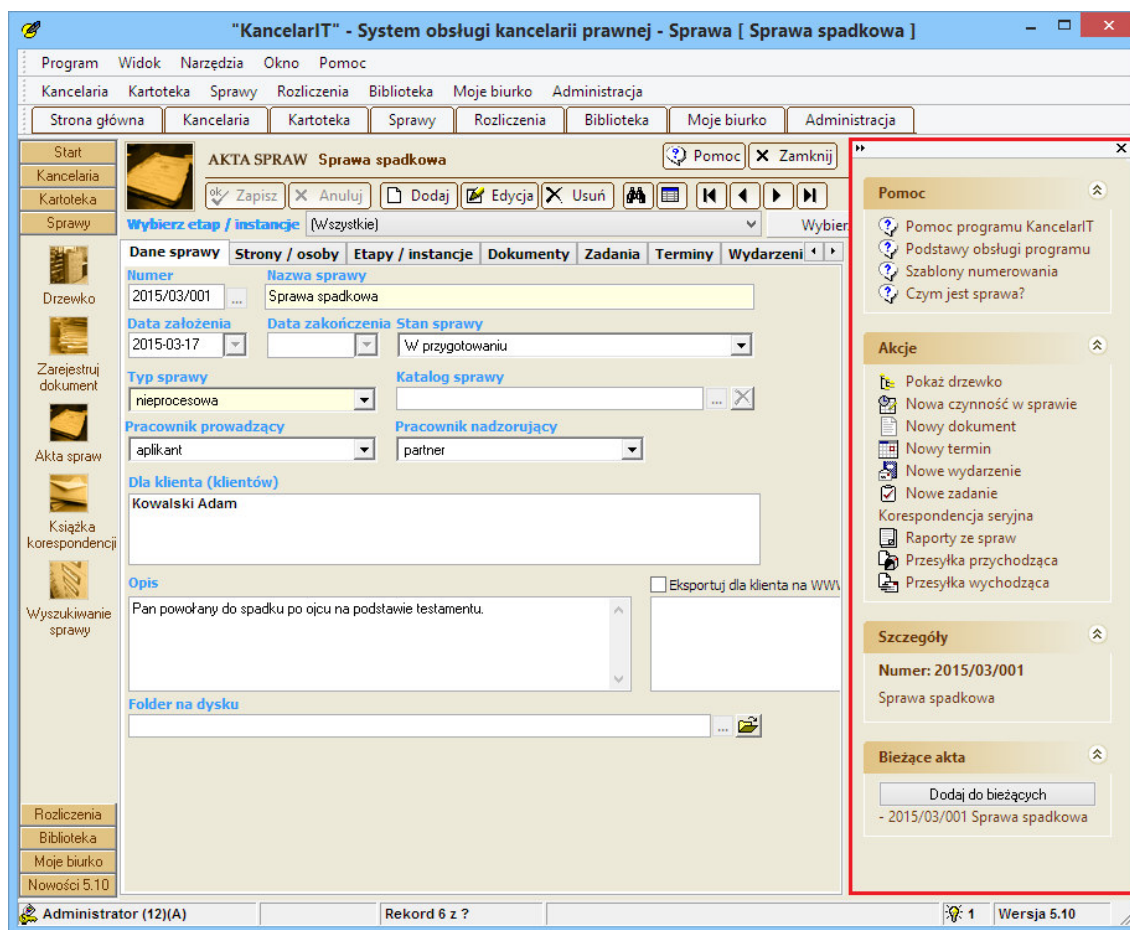 "KancelarIT" - System obsługi kancelarii prawnej - Sprawa [ Sprawa spadkowa ]
Program Widok Narzędzia Okno Pomoc
Kancelaria Kartoteka Sprawy Rozliczenia Biblioteka Moje biurko Administracja
Strona główna Kancelaria Kartoteka Sprawy Rozliczenia Biblioteka Moje biurko Administracja
Start
Kancelaria
Kartoteka
Sprawy
Drzewko
Zarejestruj
dokument
Akta spraw
Książka
korespondencji
Wyszukiwanie
sprawy
Rozliczenia
Biblioteka
Moje biurko
Nowości 5.10
AKTA SPRAW Sprawa spadkowa
Pomoc Zamknij
ok Zapisz Anuluj Dodaj Edycja Usuń
Wybierz etap / instancje (Wszystkie) Wybier
Dane sprawy Strony / osoby Etapy / instancje Dokumenty Zadania Terminy Wydarzeni
Numer Nazwa sprawy
2015/03/001 ... Sprawa spadkowa
Data założenia Data zakończenia Stan sprawy
2015-03-17 W przygotowaniu
Typ sprawy Katalog sprawy
nieprocesowa ...
Pracownik prowadzący Pracownik nadzorujący
aplikant partner
Dla klienta (klientów)
Kowalski Adam
Opis Eksportuj dla klienta na WWW
Pan powołany do spadku po ojcu na podstawie testamentu.
Folder na dysku
...
Pomoc
Pomoc programu KancelarIT
Podstawy obsługi programu
Szablony numerowania
Czym jest sprawa?
Akcje
Pokaż drzewko
Nowa czynność w sprawie
Nowy dokument
Nowy termin
Nowe wydarzenie
Nowe zadanie
Korespondencja seryjna
Raporty ze spraw
Przesyłka przychodząca
Przesyłka wychodząca
Szczegóły
Numer: 2015/03/001
Sprawa spadkowa
Bieżące akta
Dodaj do bieżących
- 2015/03/001 Sprawa spadkowa
Administrator (12)(A) Rekord 6 z ? : 1 Wersja 5.10